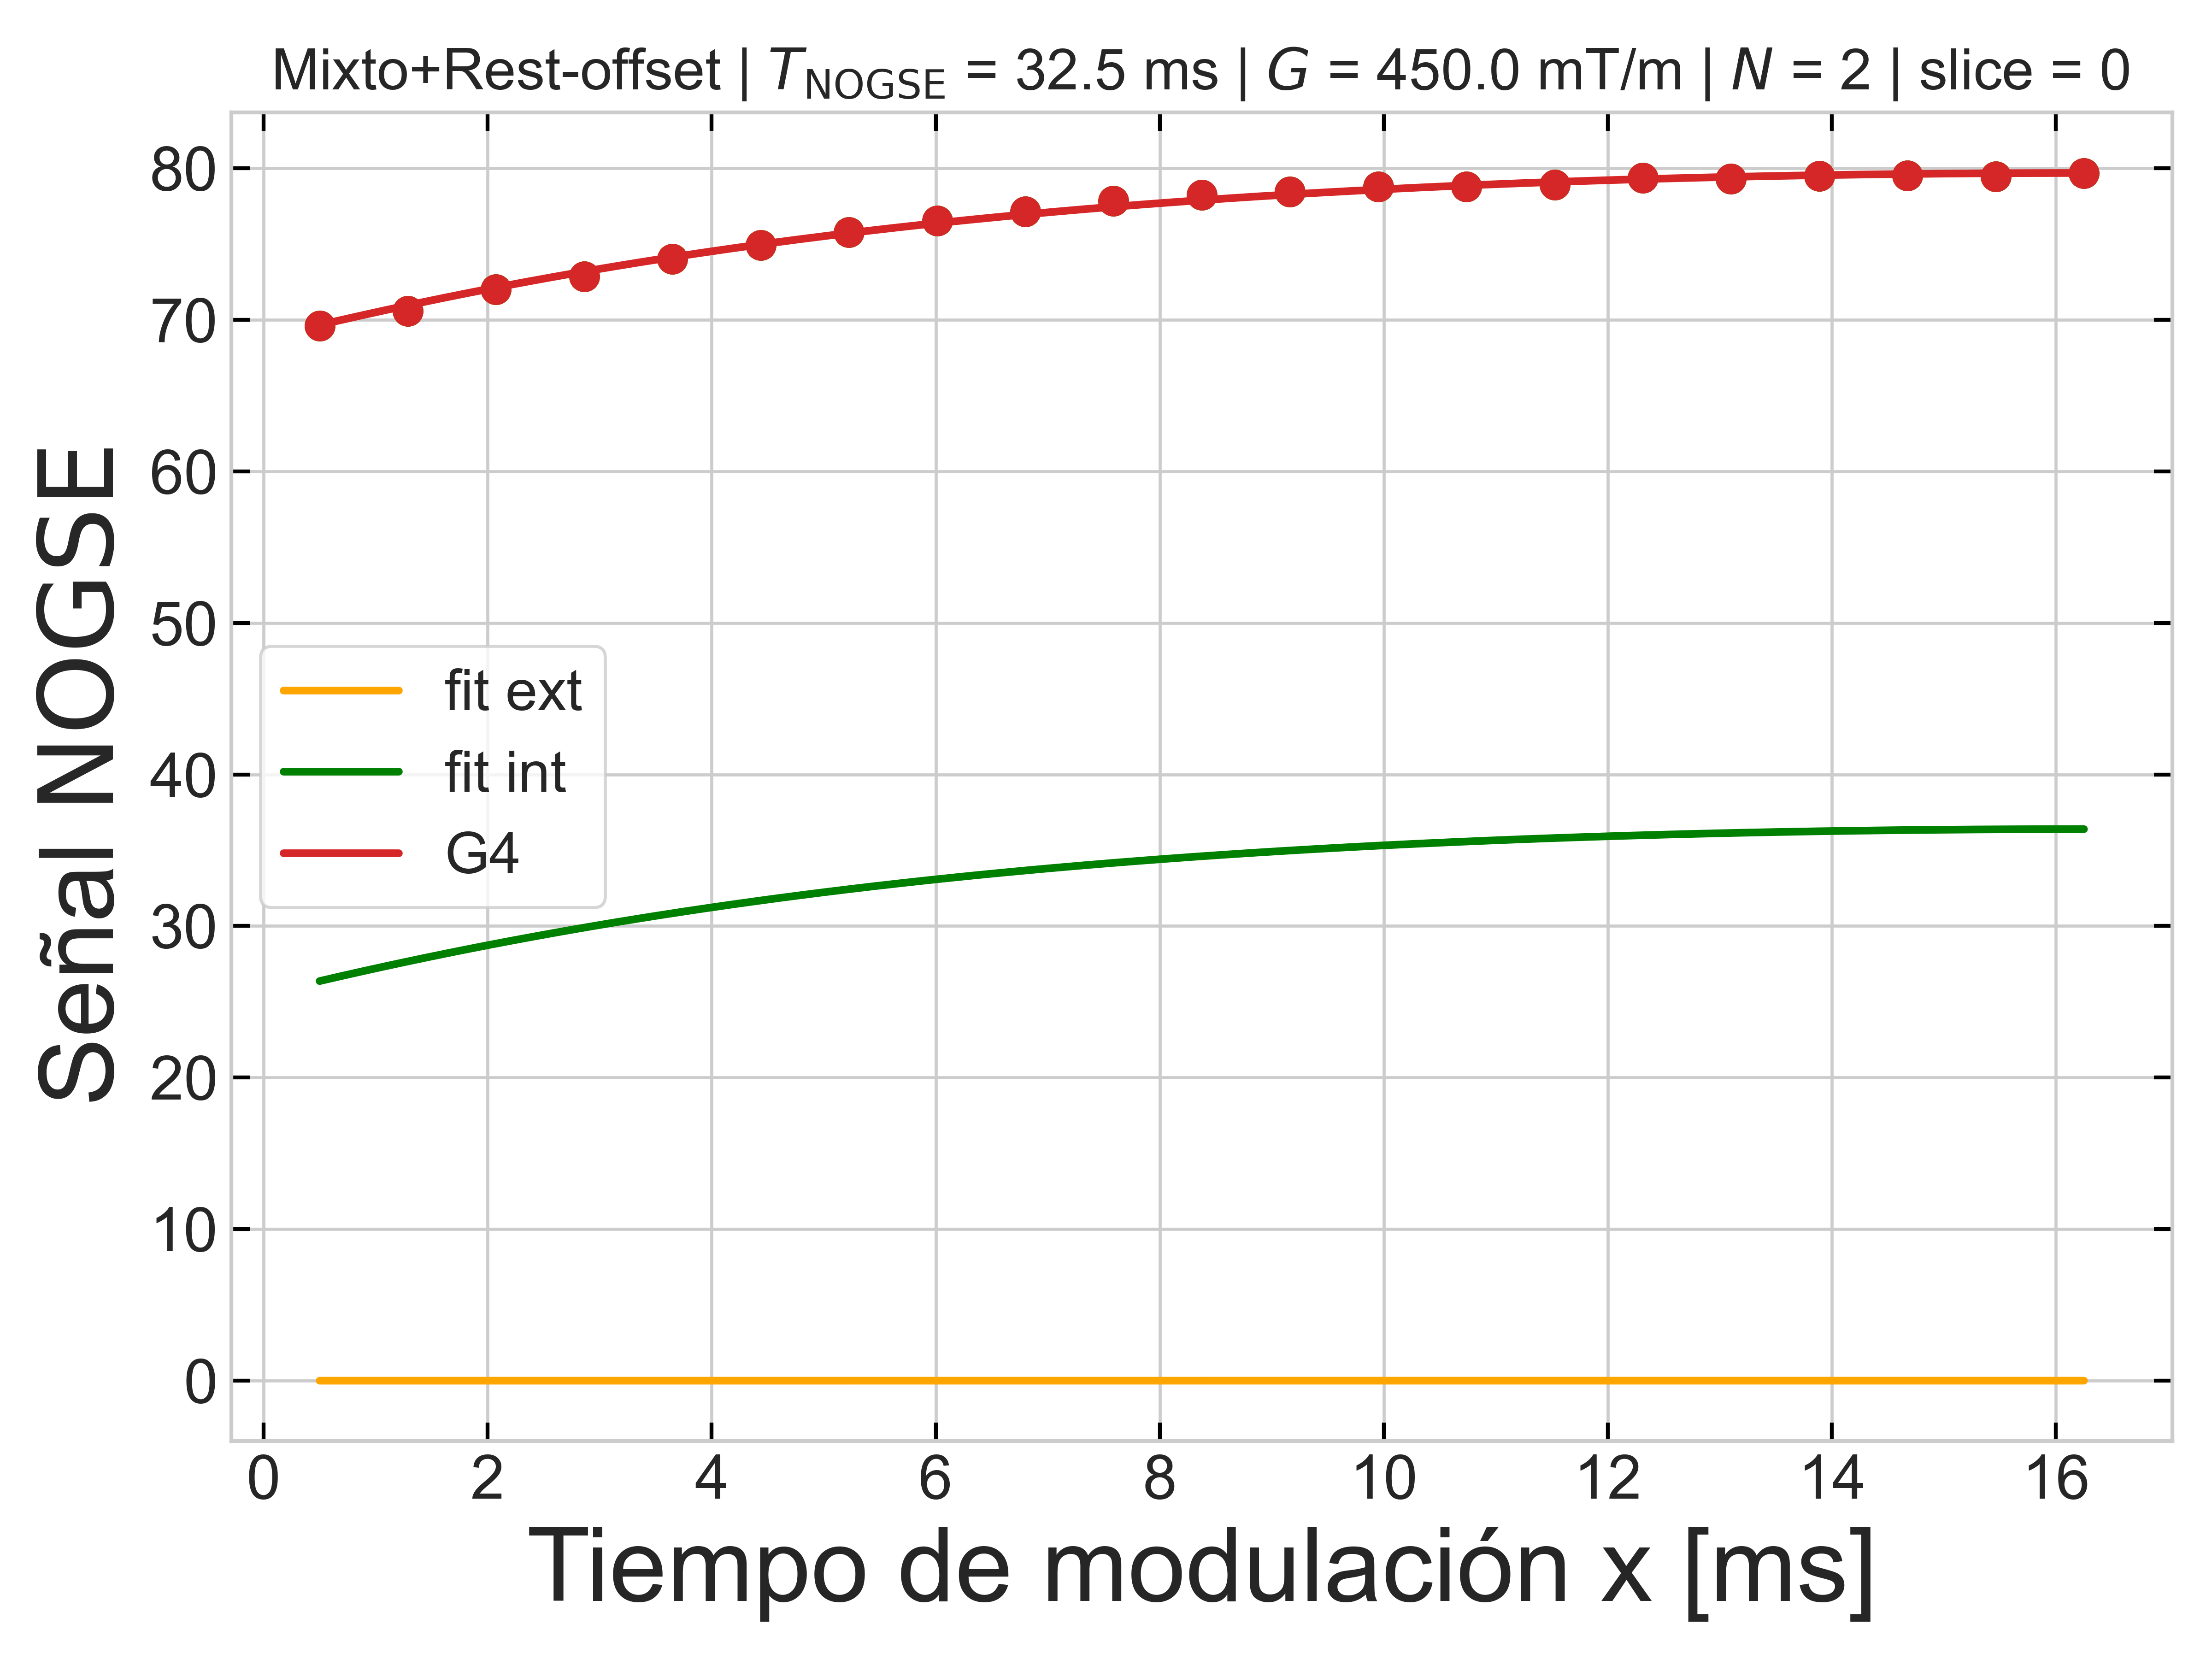 Mixto+Rest-offset | T_NOGSE = 32.5 ms | G = 450.0 mT/m | N = 2 | slice = 0
Señal NOGSE
80
70
60
50
40
30
20
10
0
fit ext
fit int
G4
0 2 4 6 8 10 12 14 16
Tiempo de modulación x [ms]